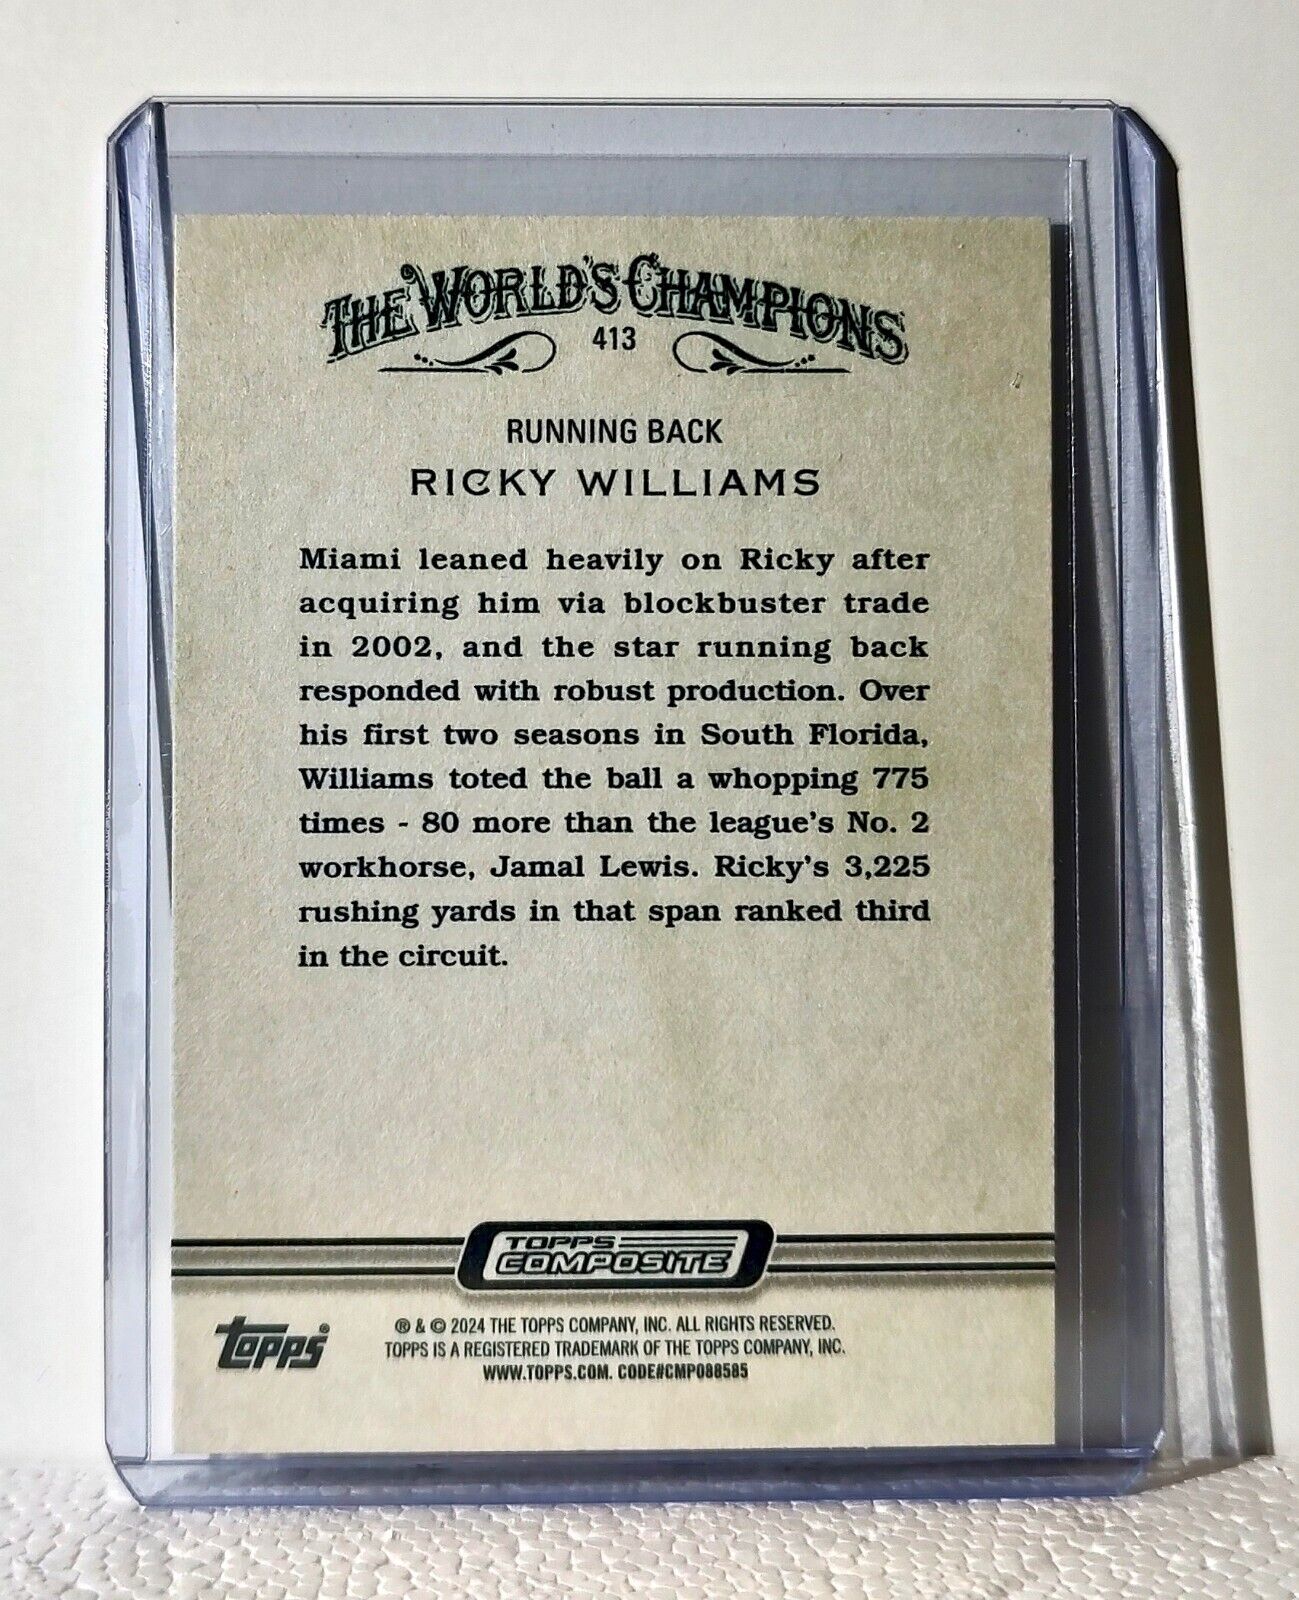 THE WORLD'S CHAMPIONS
413
RUNNING BACK
RICKY WILLIAMS
Miami leaned heavily on Ricky after
acquiring him via blockbuster trade
in 2002, and the star running back
responded with robust production. Over
his first two seasons in South Florida,
Williams toted the ball a whopping 775
times - 80 more than the league's No. 2
workhorse, Jamal Lewis. Ricky's 3,225
rushing yards in that span ranked third
in the circuit.
TOPPS
COMPOSITE
topps®
® & © 2024 THE TOPPS COMPANY, INC. ALL RIGHTS RESERVED.
TOPPS IS A REGISTERED TRADEMARK OF THE TOPPS COMPANY, INC.
WWW.TOPPS.COM. CODE#CMP088585